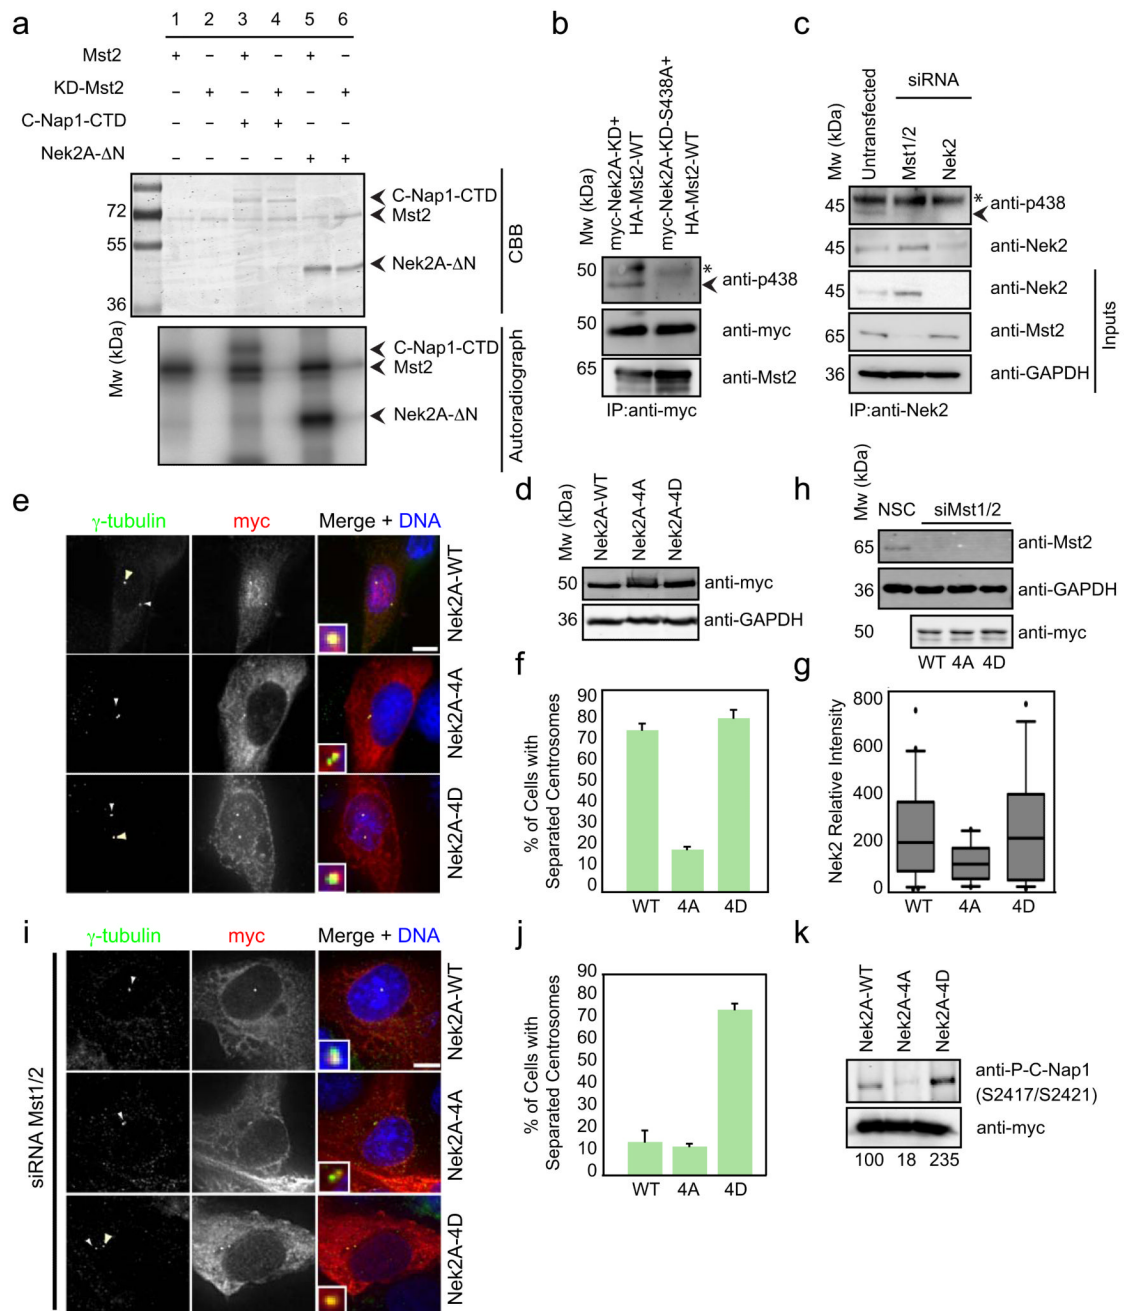 a
1 2 3 4 5 6
Mst2 + – + – + –
KD-Mst2 – + – + – +
C-Nap1-CTD – – + + – –
Nek2A-ΔN – – – – + +
72
55
36
Mw (kDa)
C-Nap1-CTD
Mst2
Nek2A-ΔN
CBB
C-Nap1-CTD
Mst2
Nek2A-ΔN
Autoradiograph
b
Mw (kDa)
myc-Nek2A-KD+
HA-Mst2-WT
myc-Nek2A-KD-S438A+
HA-Mst2-WT
50
*
anti-p438
50
anti-myc
65
anti-Mst2
IP:anti-myc
c
siRNA
Mw (kDa)
Untransfected
Mst1/2
Nek2
45
*
anti-p438
45
anti-Nek2
45
anti-Nek2
65
anti-Mst2
36
anti-GAPDH
Inputs
IP:anti-Nek2
d
Mw (kDa)
Nek2A-WT
Nek2A-4A
Nek2A-4D
50
anti-myc
36
anti-GAPDH
e
γ-tubulin
myc
Merge + DNA
Nek2A-WT
Nek2A-4A
Nek2A-4D
h
Mw (kDa)
NSC
siMst1/2
65
anti-Mst2
36
anti-GAPDH
50
anti-myc
WT 4A 4D
f
% of Cells with
Separated Centrosomes
90
80
70
60
50
40
30
20
10
0
WT 4A 4D
g
Nek2 Relative Intensity
800
600
400
200
0
WT 4A 4D
i
siRNA Mst1/2
γ-tubulin
myc
Merge + DNA
Nek2A-WT
Nek2A-4A
Nek2A-4D
j
% of Cells with
Separated Centrosomes
90
80
70
60
50
40
30
20
10
0
WT 4A 4D
k
Nek2A-WT
Nek2A-4A
Nek2A-4D
anti-P-C-Nap1
(S2417/S2421)
anti-myc
100 18 235